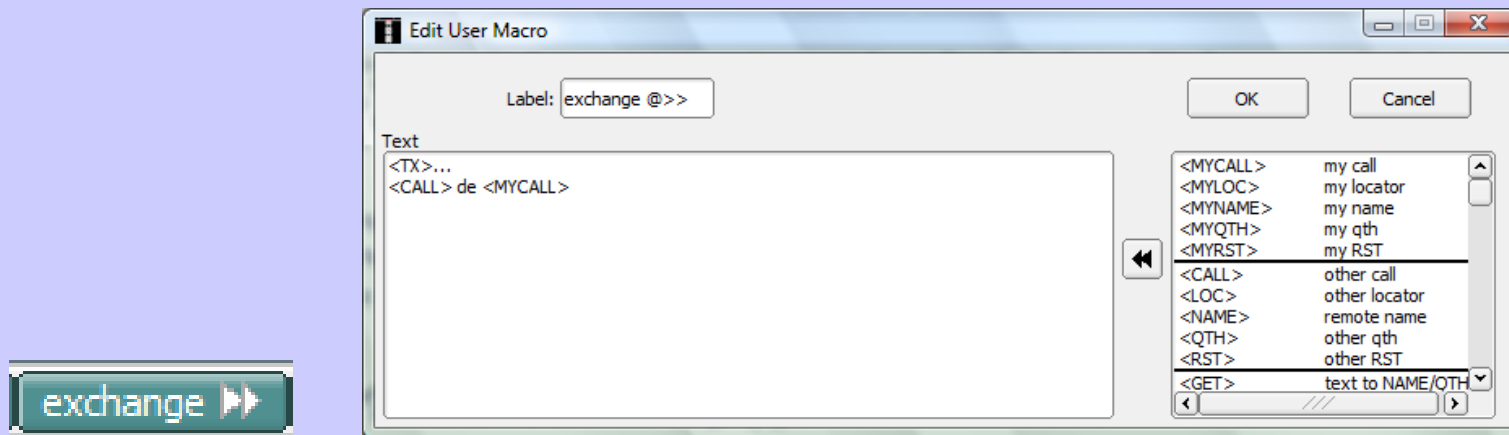 Edit User Macro
Label: exchange @>>
OK
Cancel
Text
<TX>...
<CALL> de <MYCALL>
<MYCALL> my call
<MYLOC> my locator
<MYNAME> my name
<MYQTH> my qth
<MYRST> my RST
<CALL> other call
<LOC> other locator
<NAME> remote name
<QTH> other qth
<RST> other RST
<GET> text to NAME/QTH
exchange